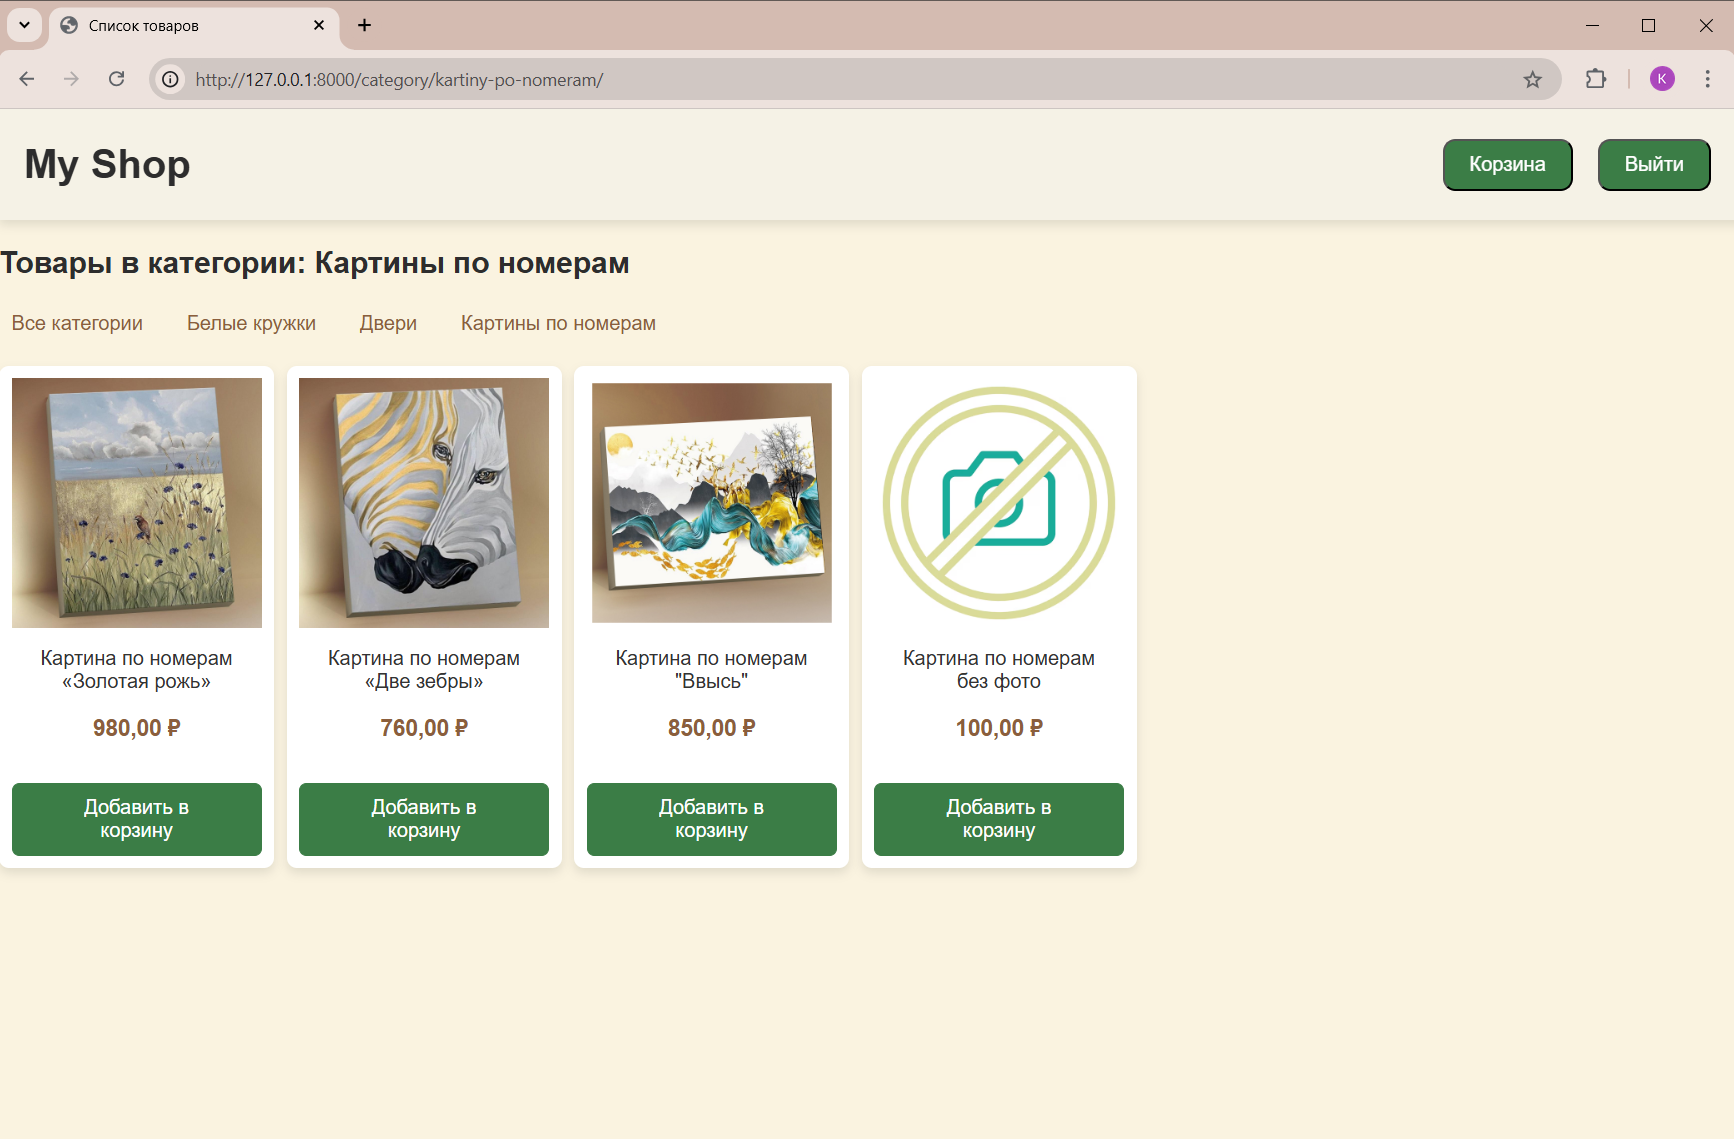 Список товаров
http://127.0.0.1:8000/category/kartiny-po-nomeram/
K
My Shop
Корзина
Выйти
Товары в категории: Картины по номерам
Все категории
Белые кружки
Двери
Картины по номерам
Картина по номерам
«Золотая рожь»
980,00 ₽
Добавить в
корзину
Картина по номерам
«Две зебры»
760,00 ₽
Добавить в
корзину
Картина по номерам
"Ввысь"
850,00 ₽
Добавить в
корзину
Картина по номерам
без фото
100,00 ₽
Добавить в
корзину